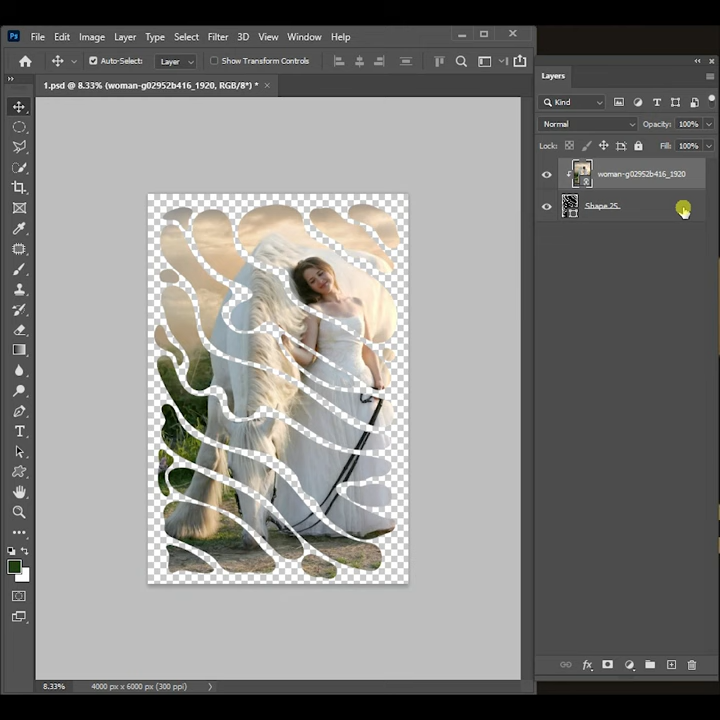 Ps File Edit Image Layer Type Select Filter 3D View Window Help
Auto-Select: Layer Show Transform Controls
1.psd @ 8.33% (woman-g02952b416_1920, RGB/8*) * ×
Layers
Kind
Normal Opacity: 100%
Lock: Fill: 100%
woman-g02952b416_1920
Shape 25
fx
8.33% 4000 px x 6000 px (300 ppi)